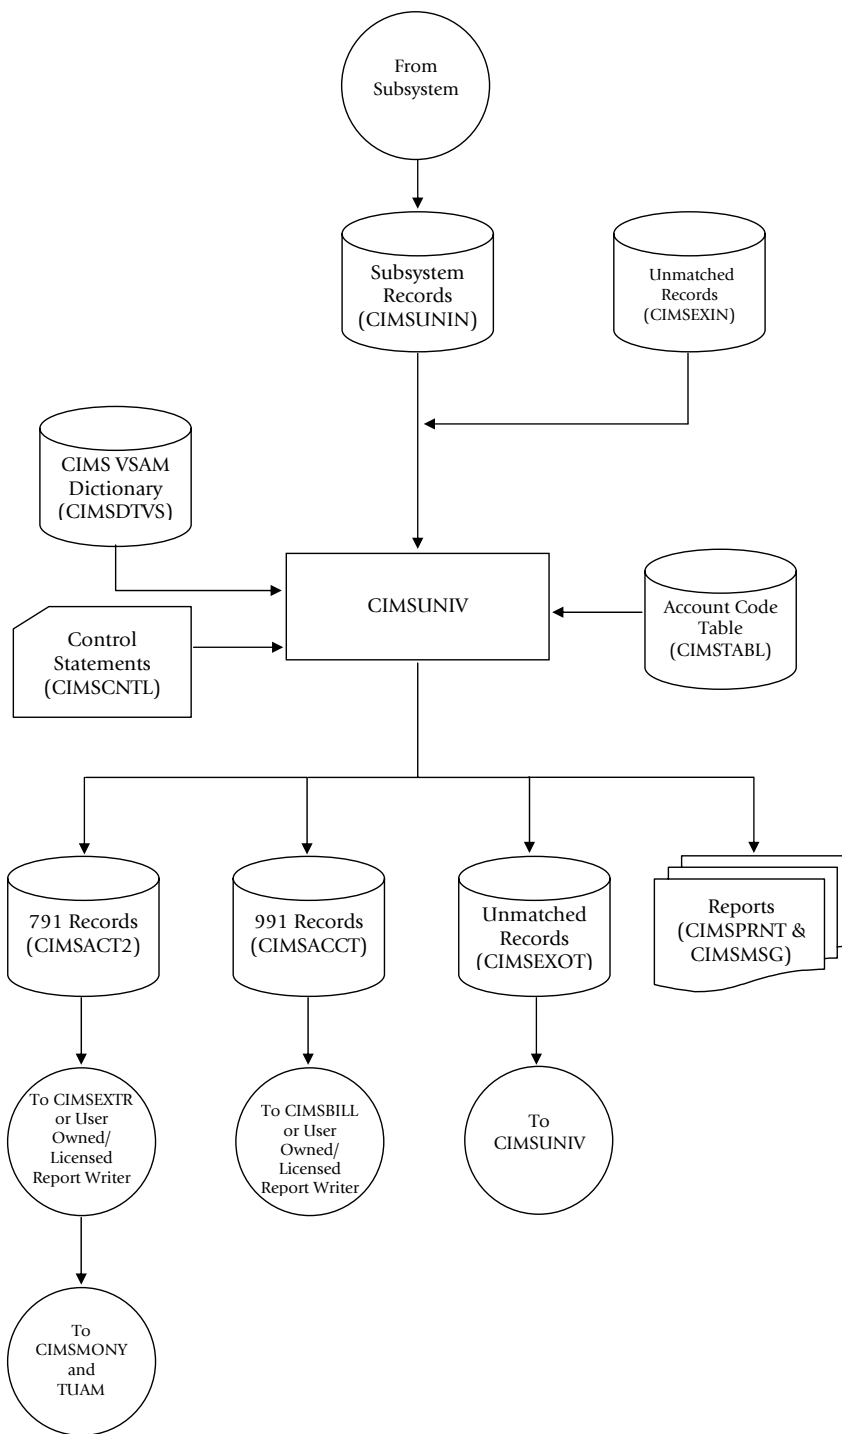 From
Subsystem
Subsystem
Records
(CIMSUNIN)
Unmatched
Records
(CIMSEXIN)
CIMS VSAM
Dictionary
(CIMSDTVS)
CIMSUNIV
Account Code
Table
(CIMSTABL)
Control
Statements
(CIMSCNTL)
791 Records
(CIMSACT2)
991 Records
(CIMSACCT)
Unmatched
Records
(CIMSEXOT)
Reports
(CIMSPRNT &
CIMSMSG)
To CIMSEXTR
or User
Owned/
Licensed
Report Writer
To CIMSBILL
or User
Owned/
Licensed
Report Writer
To
CIMSUNIV
To
CIMSMONY
and
TUAM